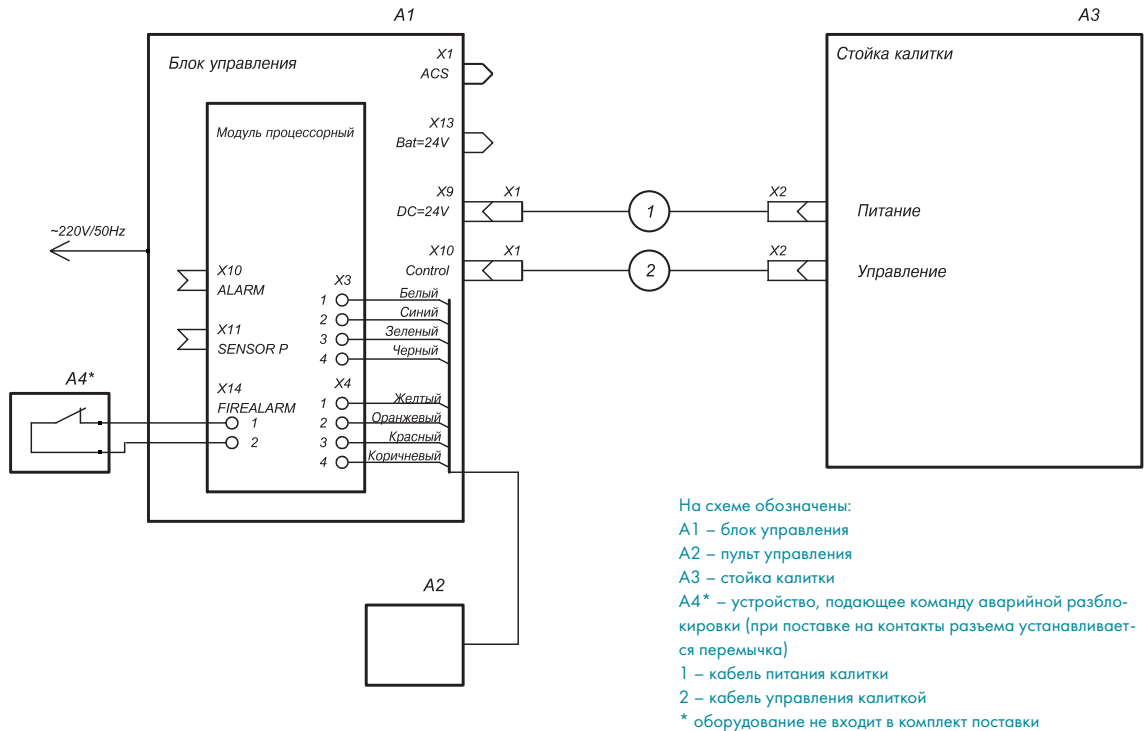 A1
A3
Блок управления
X1
ACS
Стойка калитки
Модуль процессорный
X13
Bat=24V
X9
DC=24V
X1
1
X2
Питание
~220V/50Hz
X10
Control
X1
2
X2
Управление
X10
ALARM
X3
1
Белый
2
Синий
3
Зеленый
4
Черный
X11
SENSOR P
A4*
X14
FIREALARM
1
2
X4
1
Желтый
2
Оранжевый
3
Красный
4
Коричневый
A2
На схеме обозначены:
А1 – блок управления
А2 – пульт управления
А3 – стойка калитки
А4* – устройство, подающее команду аварийной разбло-
кировки (при поставке на контакты разъема устанавливает-
ся перемычка)
1 – кабель питания калитки
2 – кабель управления калиткой
* оборудование не входит в комплект поставки